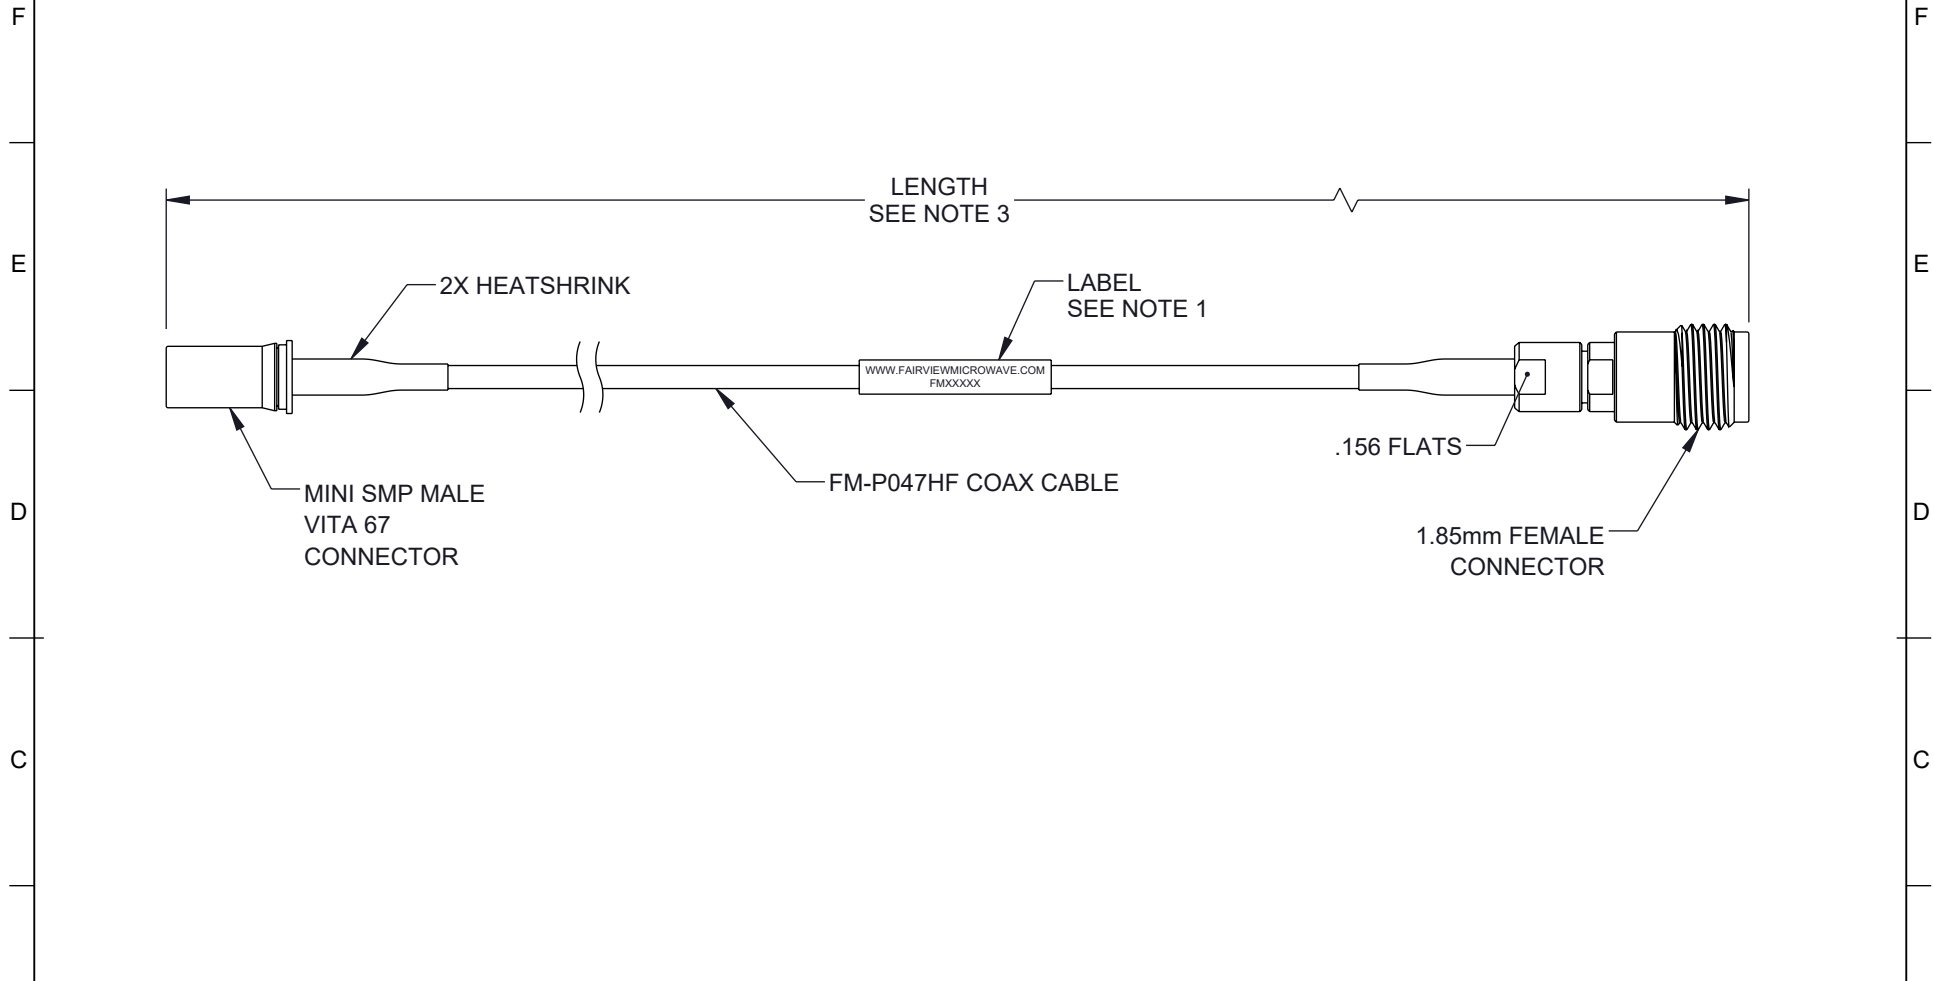 F
F
LENGTH
SEE NOTE 3
E
E
2X HEATSHRINK
LABEL
SEE NOTE 1
WWW.FAIRVIEWMICROWAVE.COM
FMXXXXX
.156 FLATS
FM-P047HF COAX CABLE
MINI SMP MALE
VITA 67
CONNECTOR
D
D
1.85mm FEMALE
CONNECTOR
C
C